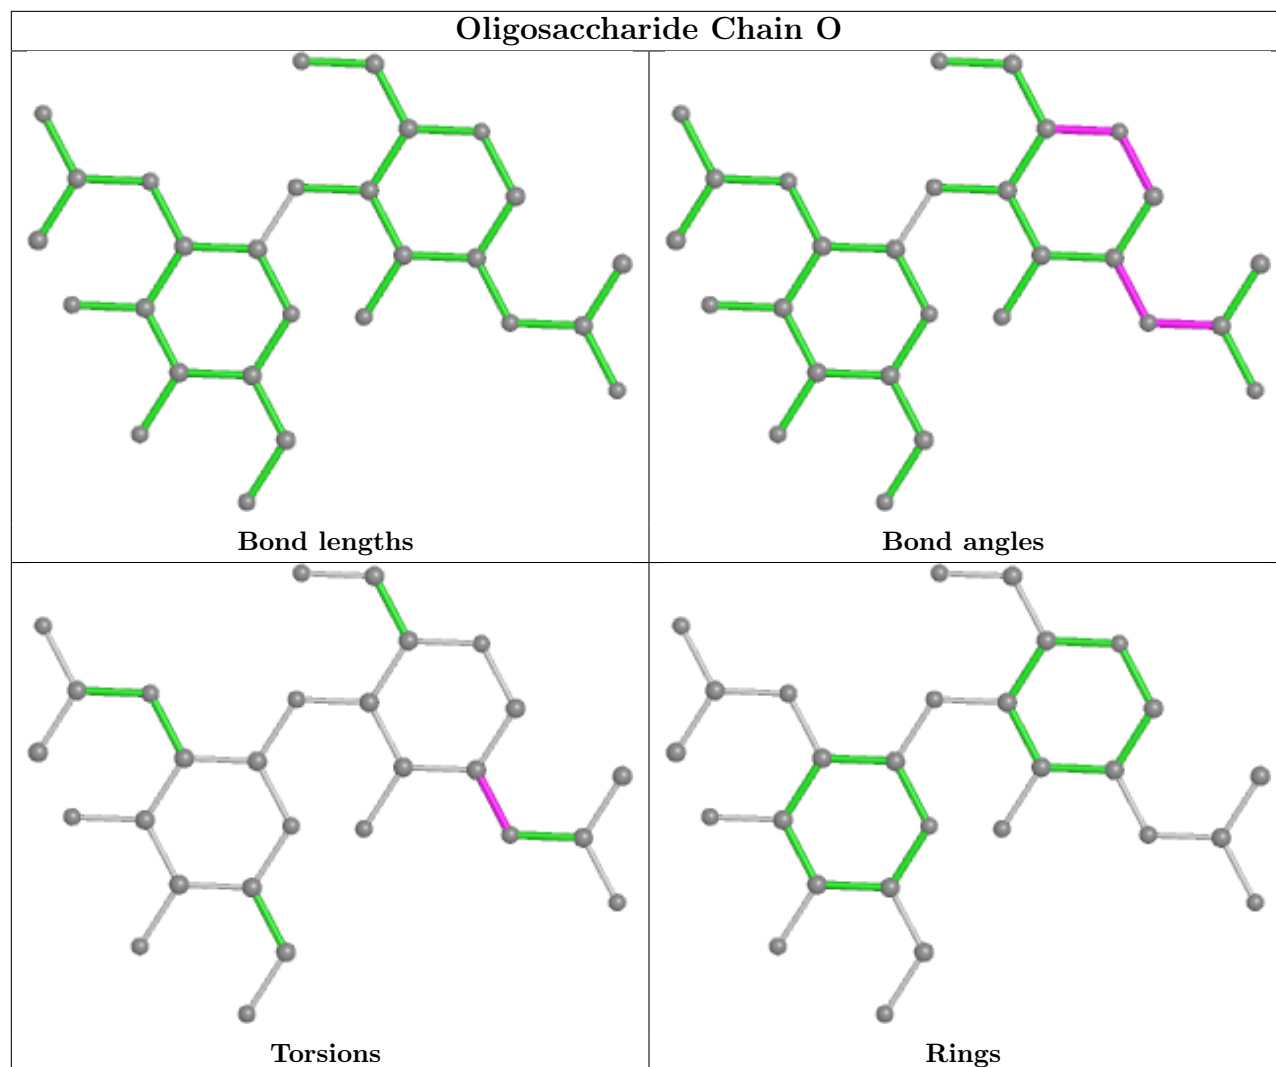 Oligosaccharide Chain O
Bond lengths
Bond angles
Torsions
Rings